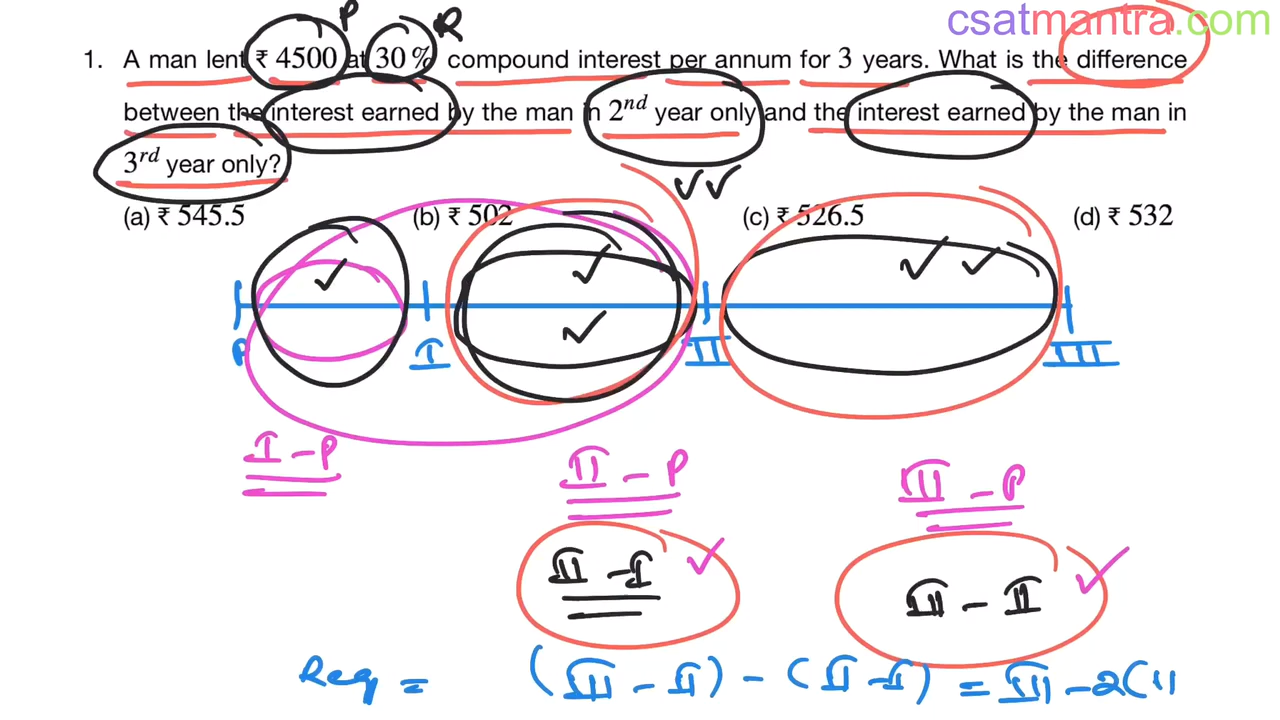 csatmantra.com
P R
1. A man lent ₹ 4500 at 30 % compound interest per annum for 3 years. What is the difference
between the interest earned by the man in 2nd year only and the interest earned by the man in
3rd year only?
(a) ₹ 545.5 (b) ₹ 502 (c) ₹ 526.5 (d) ₹ 532
P I II III
I - P II - P III - P
II - I III - II
Req = (III - II) - (II - I) = III - 2(II